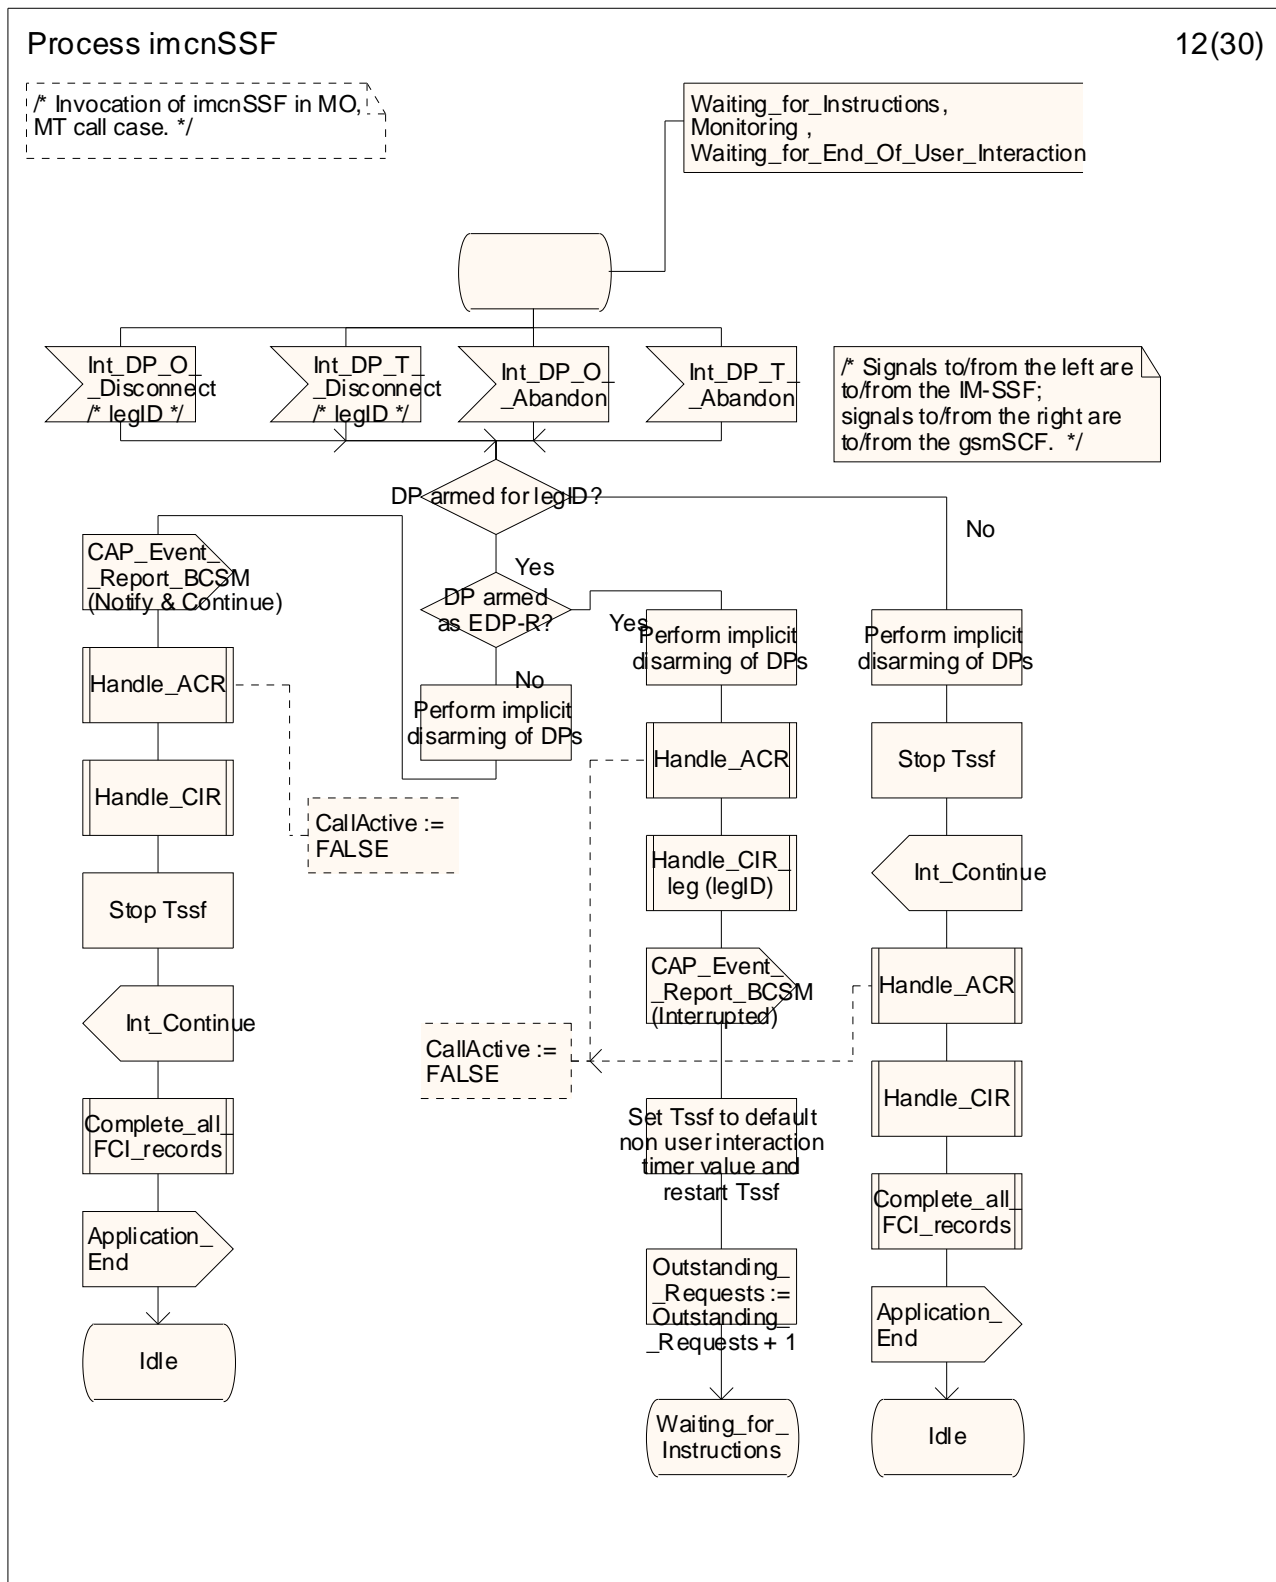 Process imcnSSF
12(30)
/* Invocation of imcnSSF in MO,
MT call case. */
Waiting_for_Instructions,
Monitoring ,
Waiting_for_End_Of_User_Interaction
Int_DP_O_
_Disconnect
/* legID */
Int_DP_T_
_Disconnect
/* legID */
Int_DP_O_
_Abandon
Int_DP_T_
_Abandon
/* Signals to/from the left are
to/from the IM-SSF;
signals to/from the right are
to/from the gsmSCF. */
DP armed for legID?
No
Yes
CAP_Event_
_Report_BCSM
(Notify & Continue)
DP armed
as EDP-R?
Yes
No
Perform implicit
disarming of DPs
Perform implicit
disarming of DPs
Perform implicit
disarming of DPs
Handle_ACR
Handle_CIR
CallActive :=
FALSE
Stop Tssf
Int_Continue
Complete_all_
FCI_records
Application_
End
Idle
Handle_ACR
Handle_CIR_
leg (legID)
CAP_Event_
_Report_BCSM
(Interrupted)
CallActive :=
FALSE
Set Tssf to default
non user interaction
timer value and
restart Tssf
Outstanding_
_Requests :=
Outstanding_
_Requests + 1
Waiting_for_
Instructions
Stop Tssf
Int_Continue
Handle_ACR
Handle_CIR
Complete_all_
FCI_records
Application_
End
Idle